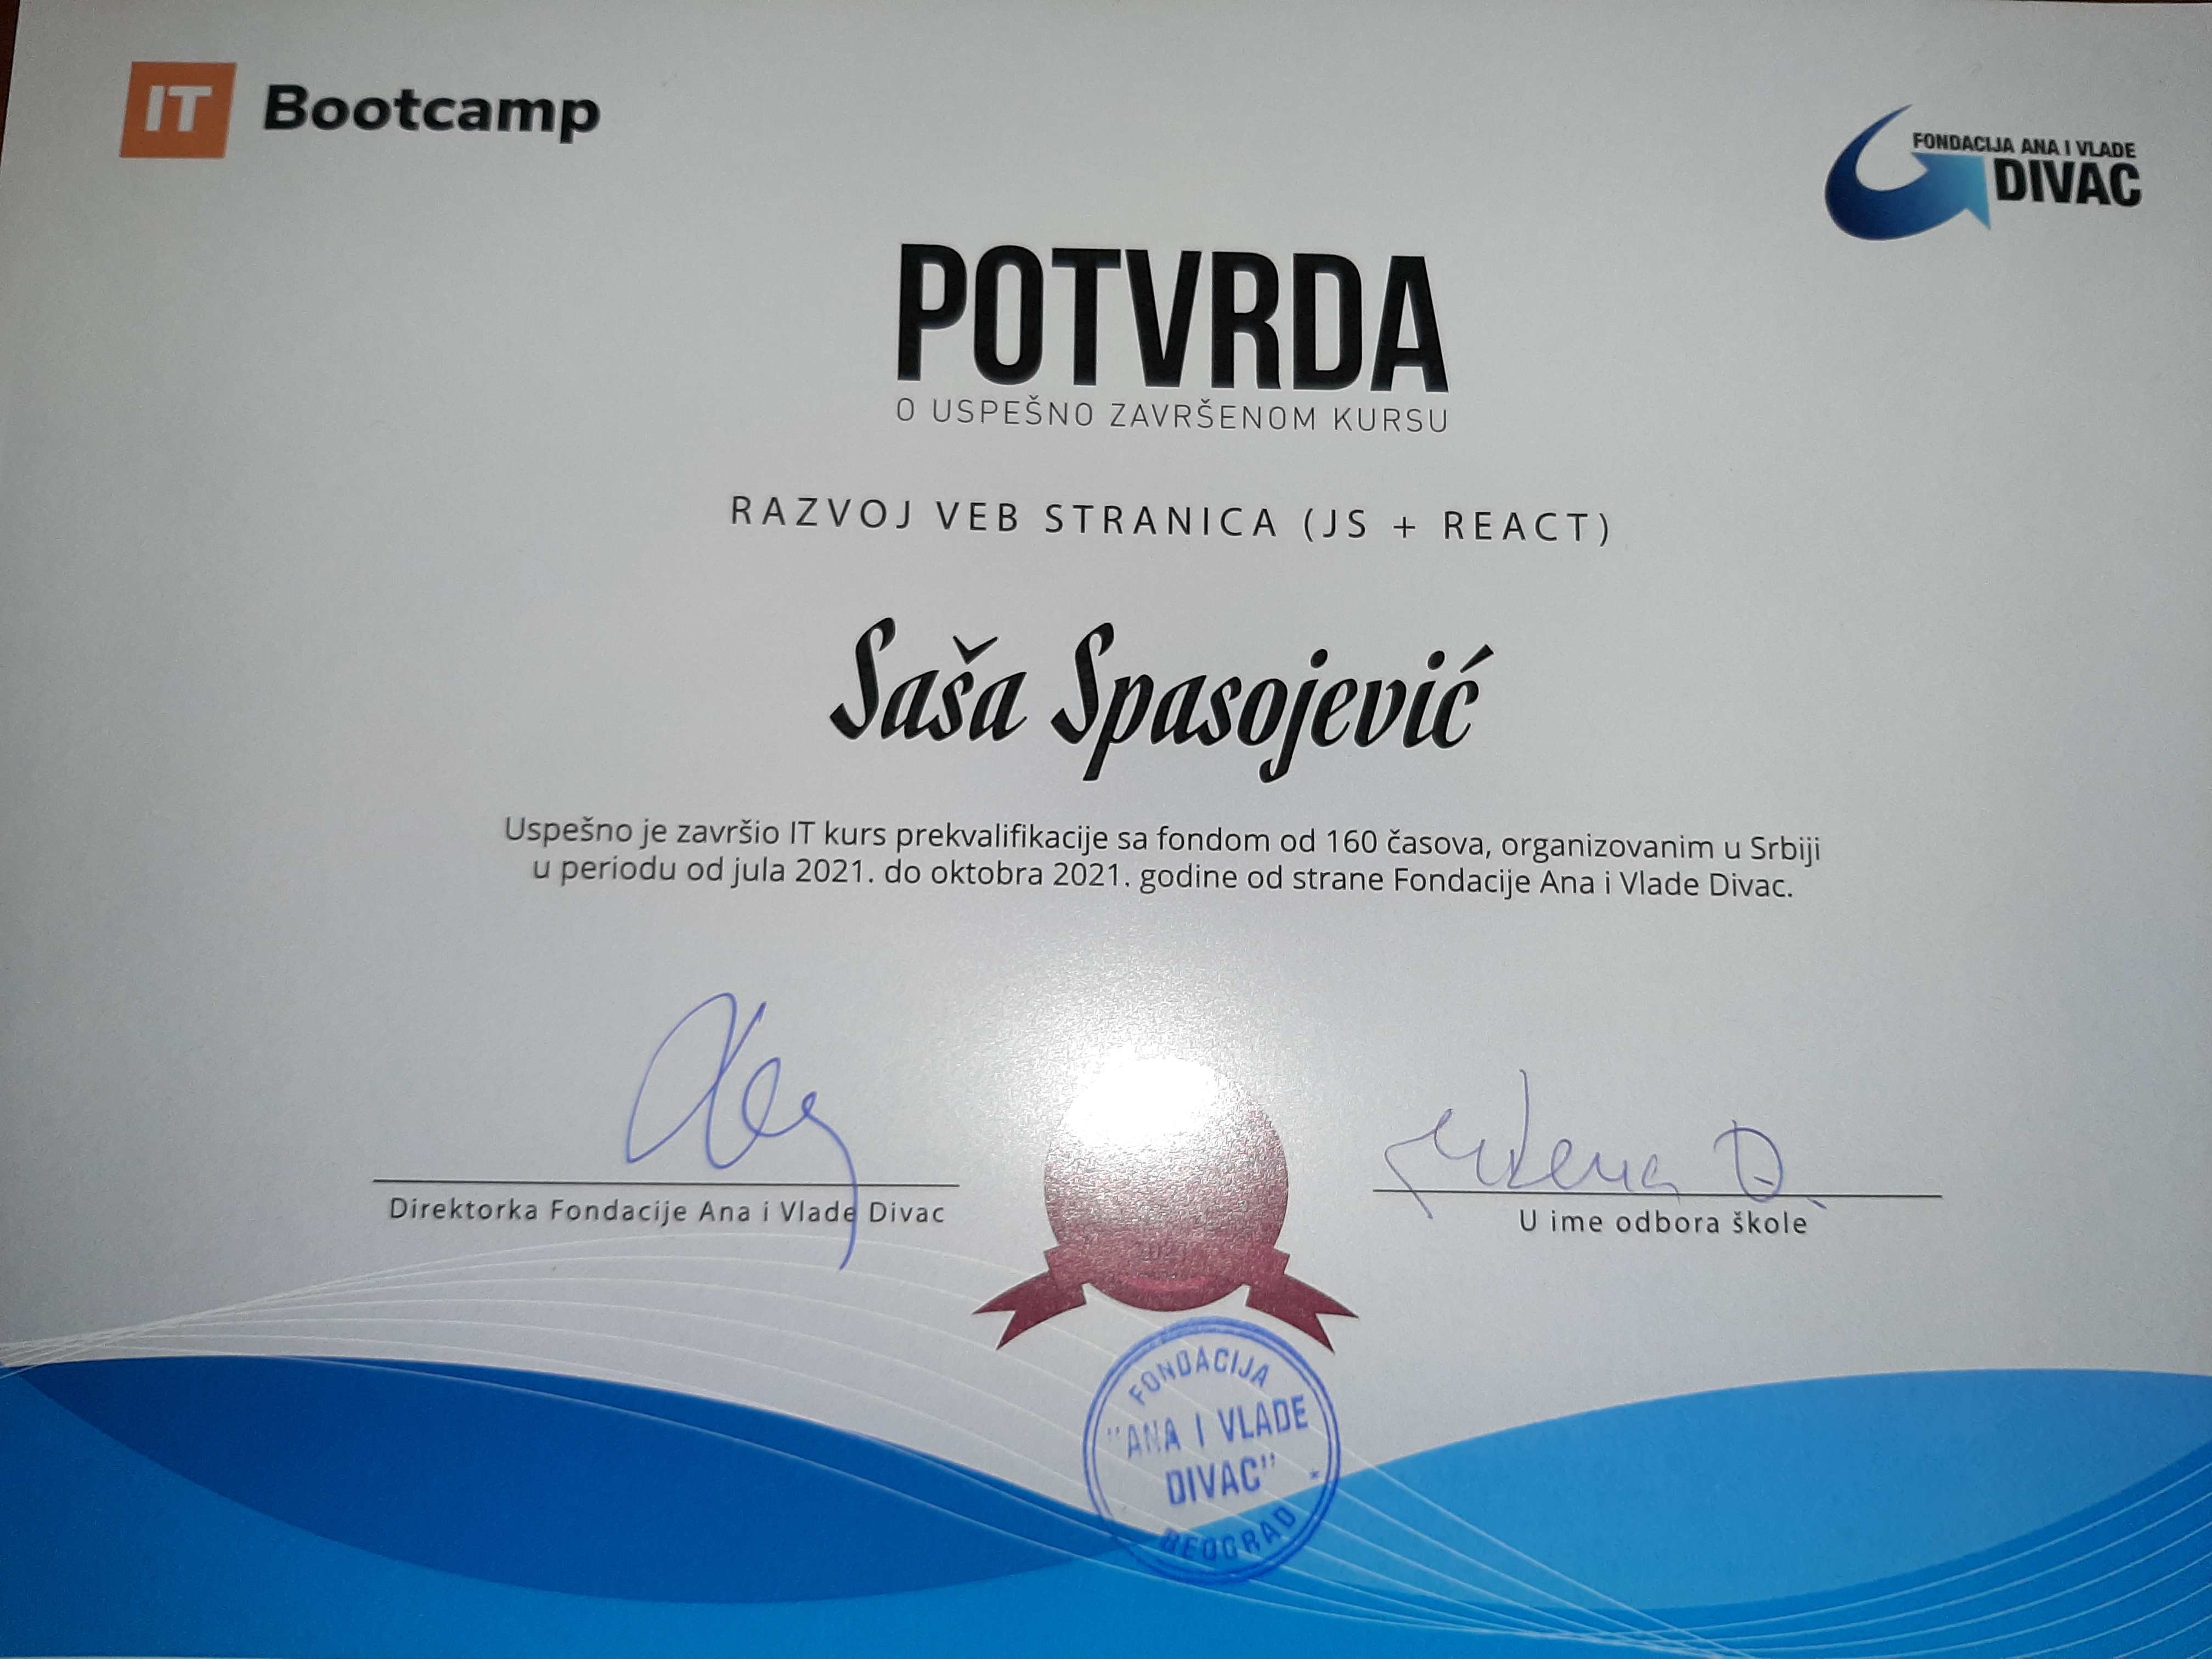 IT Bootcamp
FONDACIJA ANA I VLADE
DIVAC
POTVRDA
O USPEŠNO ZAVRŠENOM KURSU
RAZVOJ VEB STRANICA (JS + REACT)
Saša Spasojević
Uspešno je završio IT kurs prekvalifikacije sa fondom od 160 časova, organizovanim u Srbiji
u periodu od jula 2021. do oktobra 2021. godine od strane Fondacije Ana i Vlade Divac.
Direktorka Fondacije Ana i Vlade Divac
U ime odbora škole
FONDACIJA
"ANA I VLADE
DIVAC"
BEOGRAD